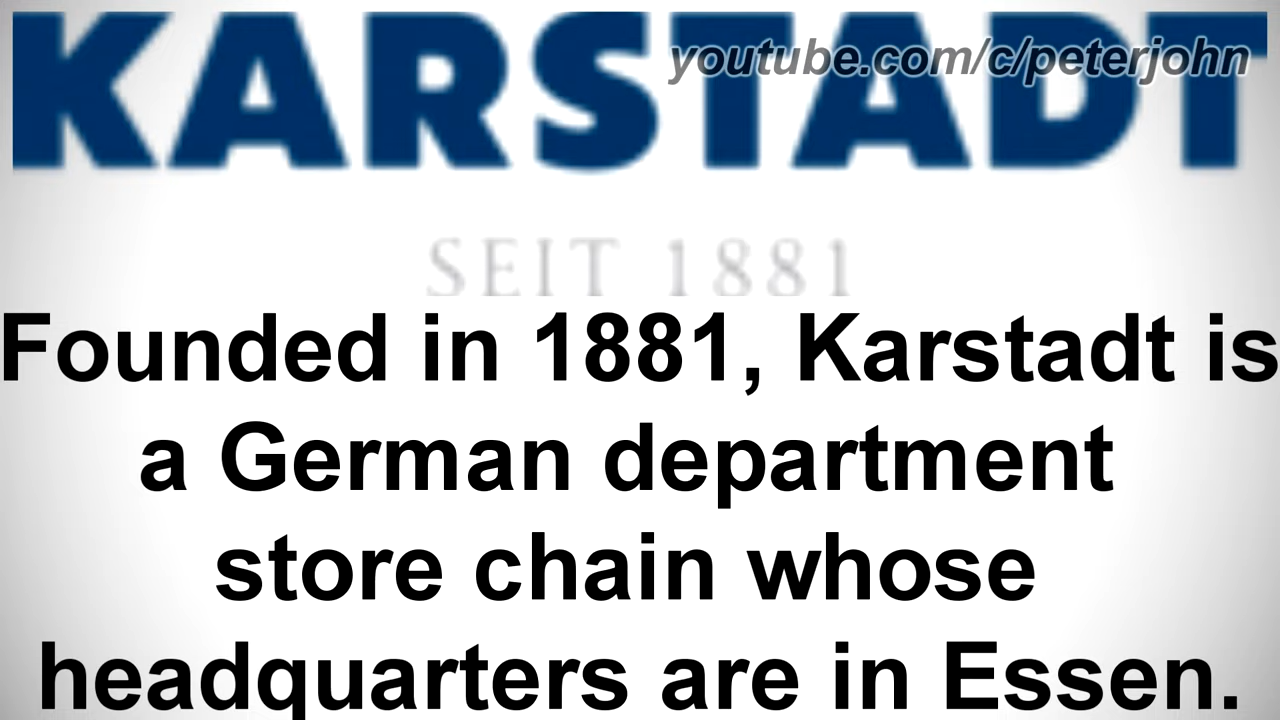 KARSTADT
youtube.com/c/peterjohn
SEIT 1881
Founded in 1881, Karstadt is
a German department
store chain whose
headquarters are in Essen.